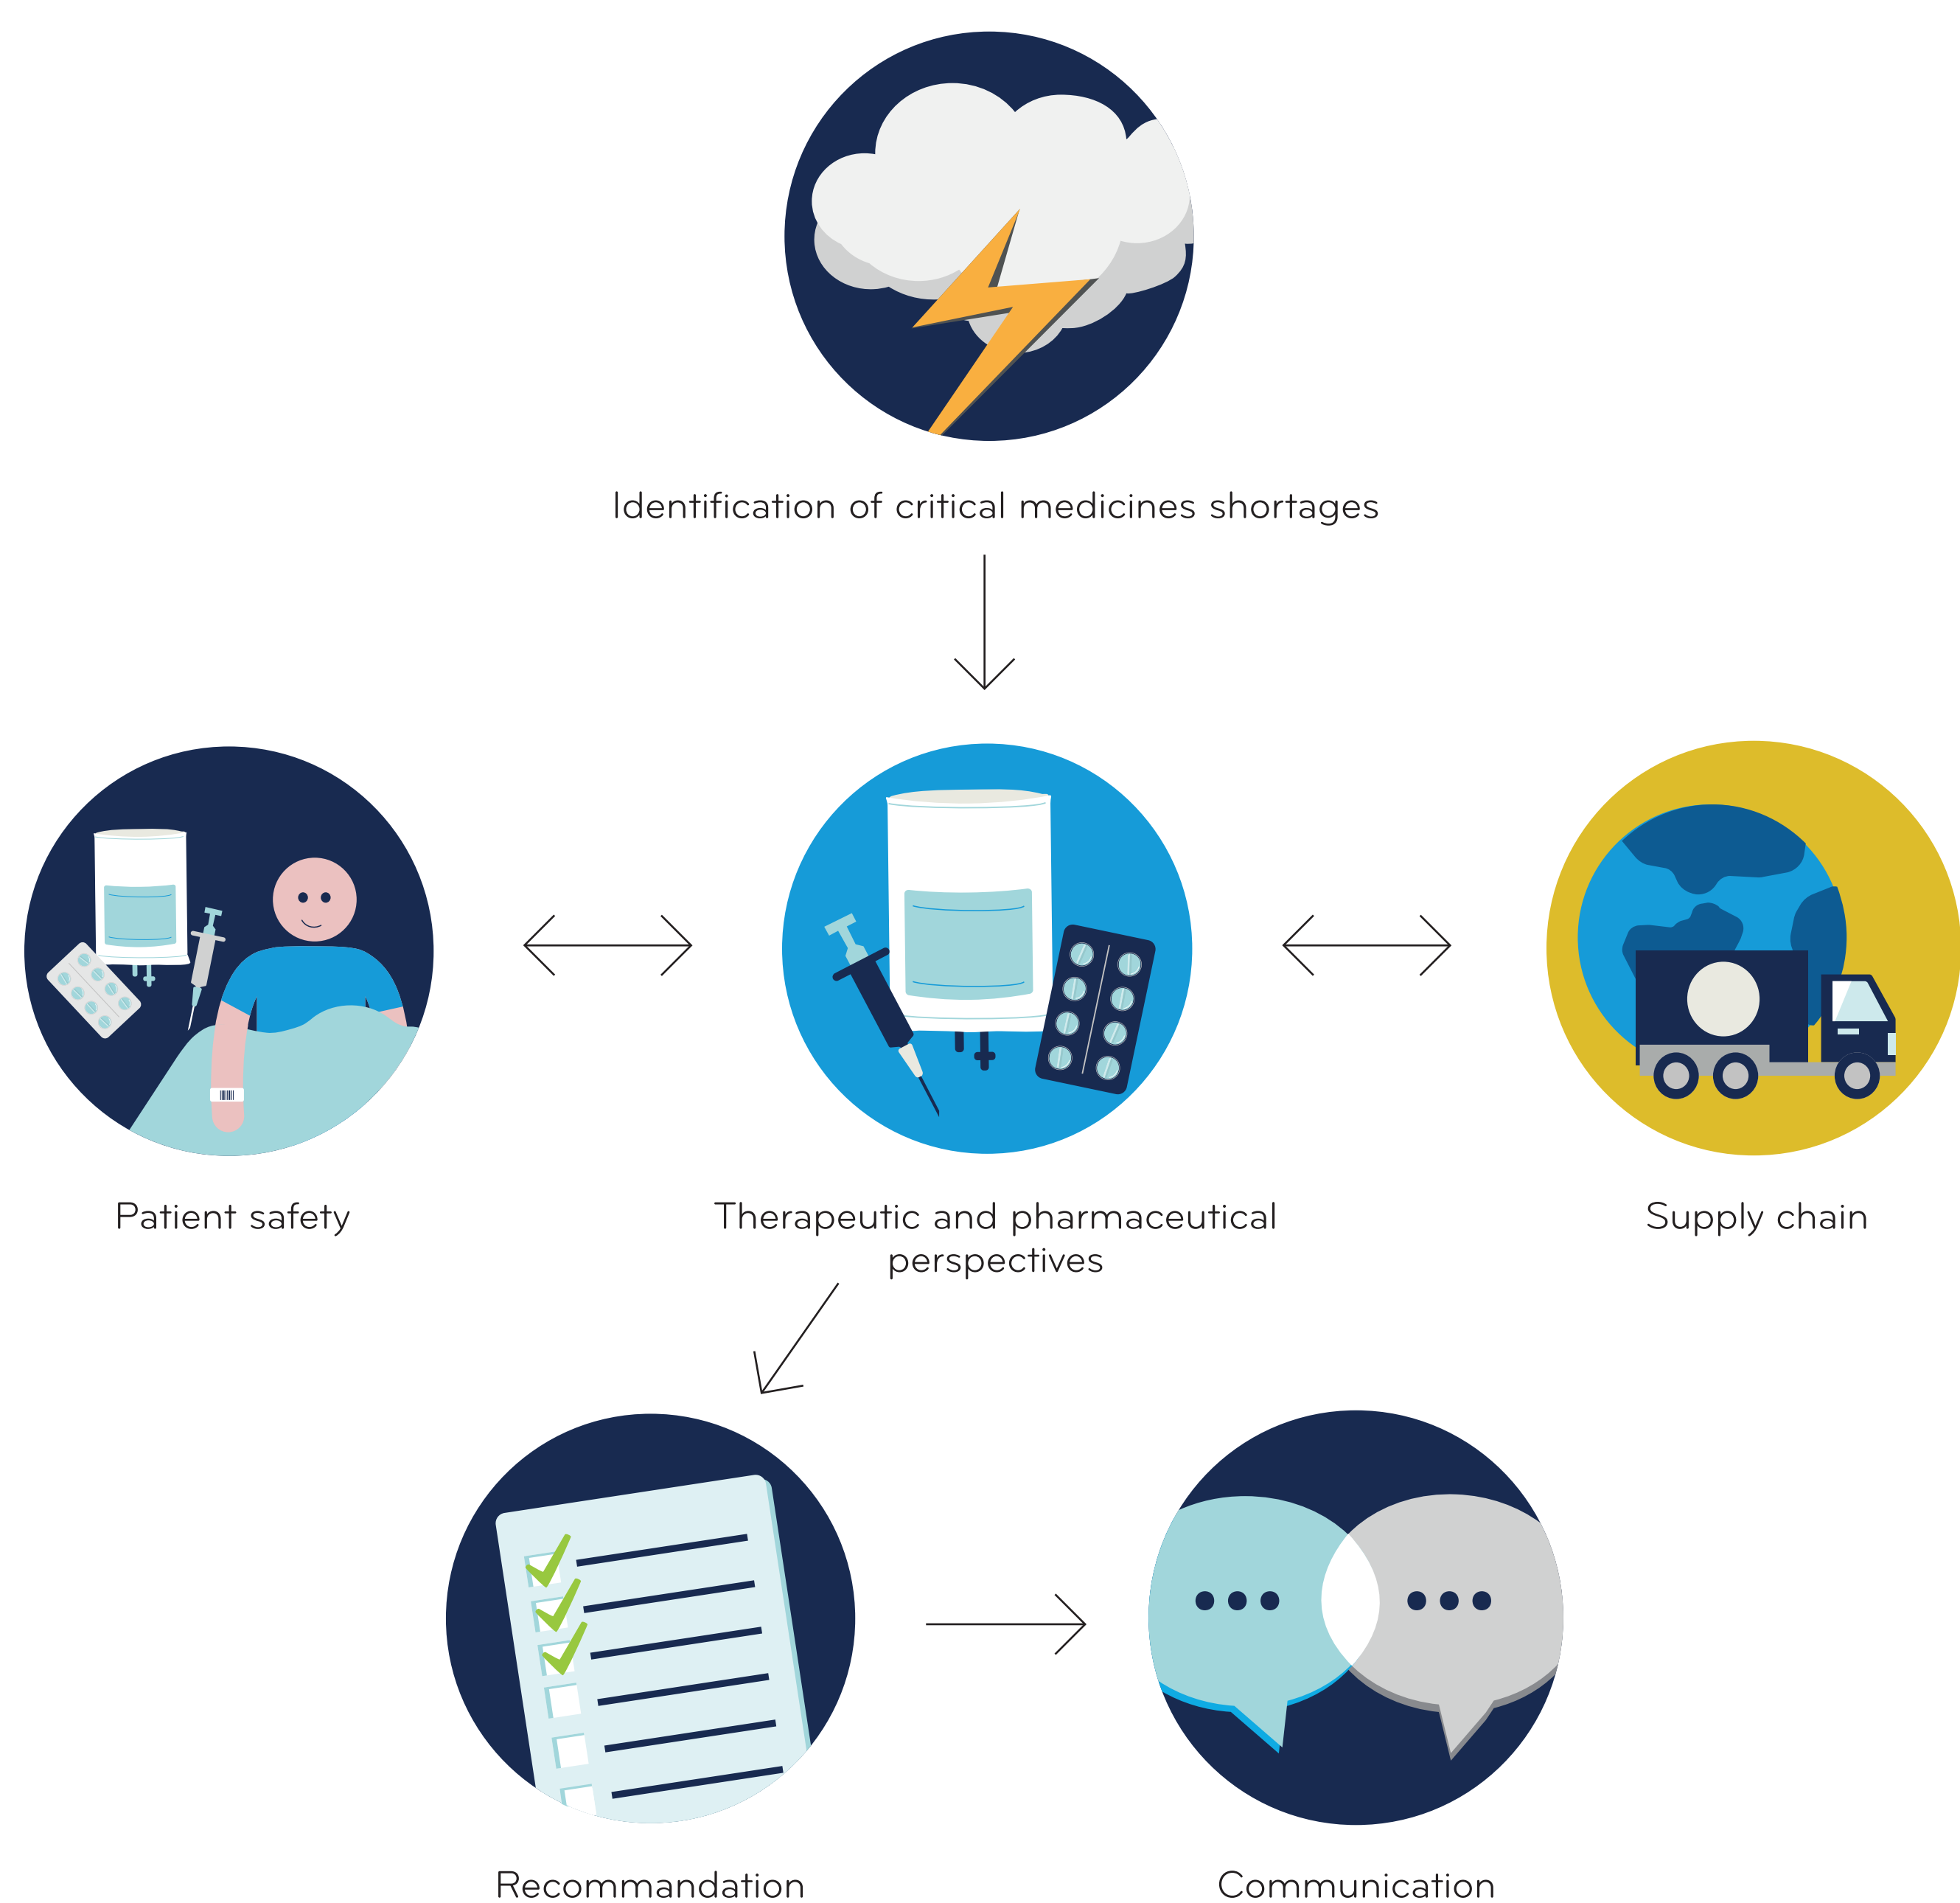 Identification of critical medicines shortages
Patient safety
Therapeutic and pharmaceutical
perspectives
Supply chain
Recommandation
Communication